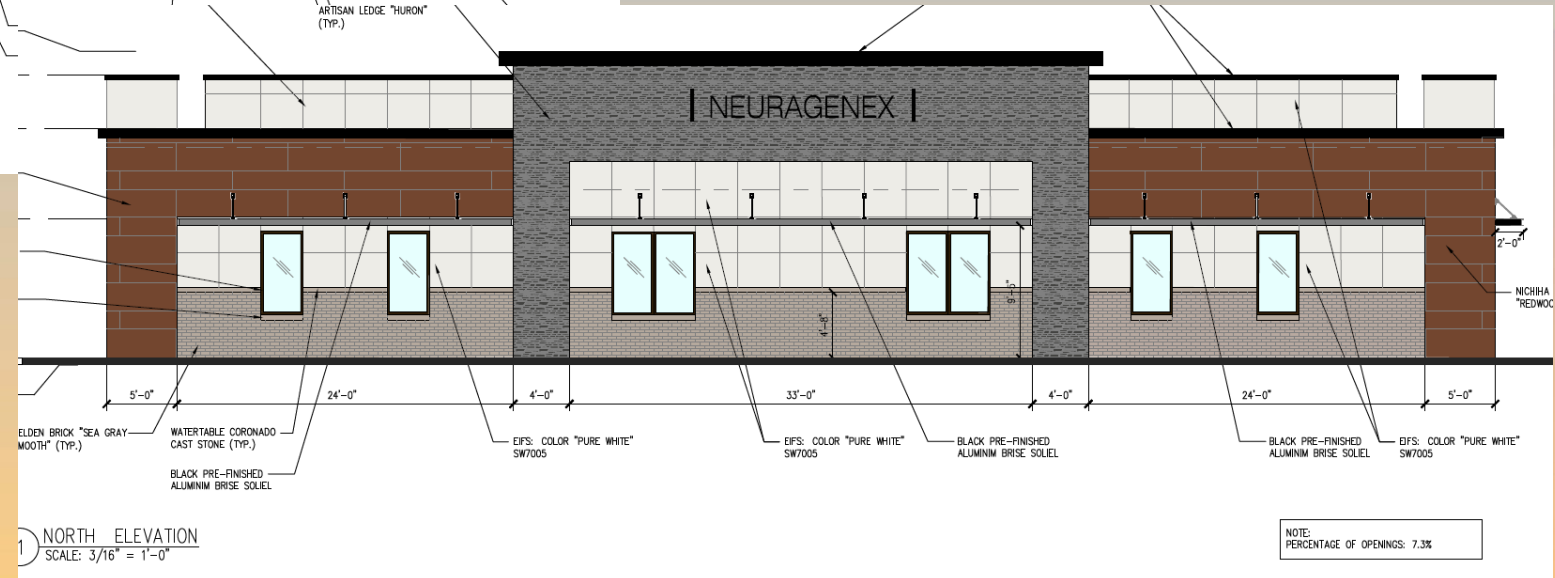 ARTISAN LEDGE "HURON"
(TYP.)
| NEURAGENEX |
2'-0"
9'-5"
4'-8"
NICHIHA
5'-0"
24'-0"
4'-0"
33'-0"
4'-0"
24'-0"
5'-0"
ELDEN BRICK "SEA GRAY
MOOTH" (TYP.)
WATERTABLE CORONADO
CAST STONE (TYP.)
BLACK PRE-FINISHED
ALUMINIM BRISE SOLIEL
EIFS: COLOR "PURE WHITE"
SW7005
EIFS: COLOR "PURE WHITE"
SW7005
BLACK PRE-FINISHED
ALUMINIM BRISE SOLIEL
BLACK PRE-FINISHED
ALUMINIM BRISE SOLIEL
EIFS: COLOR "PURE WHITE"
SW7005
1
NORTH ELEVATION
SCALE: 3/16" = 1'-0"
NOTE:
PERCENTAGE OF OPENINGS: 7.3%